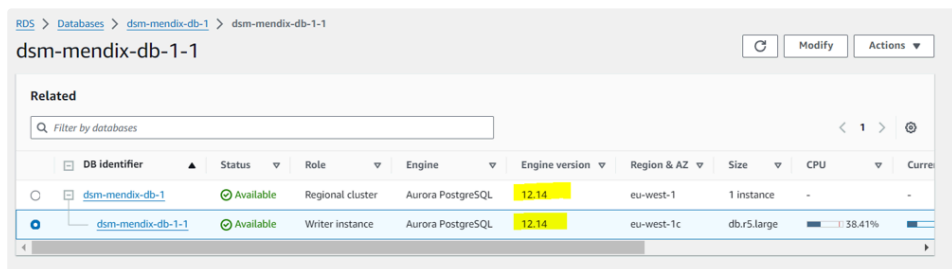 RDS > Databases > dsm-mendix-db-1 > dsm-mendix-db-1-1
dsm-mendix-db-1-1
Modify
Actions ▼
Related
Filter by databases
< 1 >
DB identifier ▲ Status ▽ Role ▽ Engine ▽ Engine version ▽ Region & AZ ▽ Size ▽ CPU ▽ Curre
dsm-mendix-db-1 Available Regional cluster Aurora PostgreSQL 12.14 eu-west-1 1 instance - -
dsm-mendix-db-1-1 Available Writer instance Aurora PostgreSQL 12.14 eu-west-1c db.r5.large 38.41%